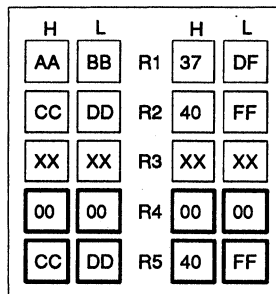 H L H L
AA BB R1 37 DF
CC DD R2 40 FF
XX XX R3 XX XX
00 00 R4 00 00
CC DD R5 40 FF